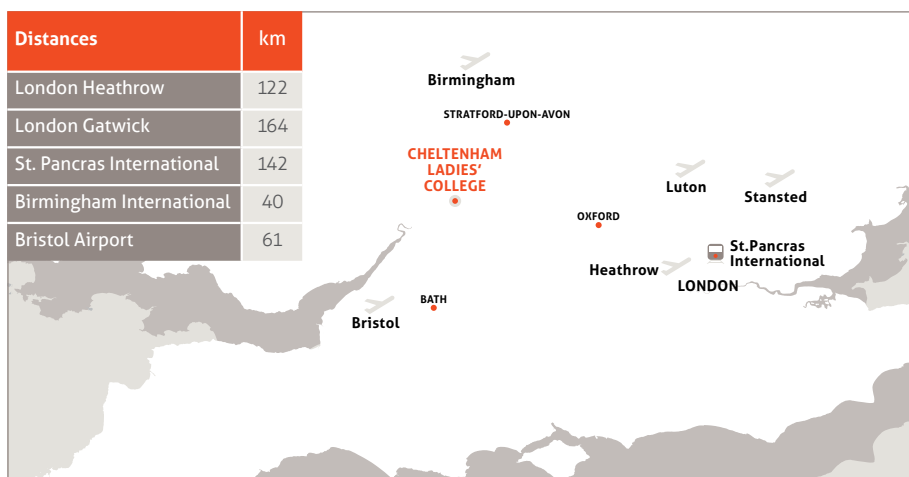 Distances km
London Heathrow 122
London Gatwick 164
St. Pancras International 142
Birmingham International 40
Bristol Airport 61
Birmingham
STRATFORD-UPON-AVON
CHELTENHAM
LADIES'
COLLEGE
Luton
Stansted
OXFORD
St.Pancras
International
Heathrow
LONDON
BATH
Bristol